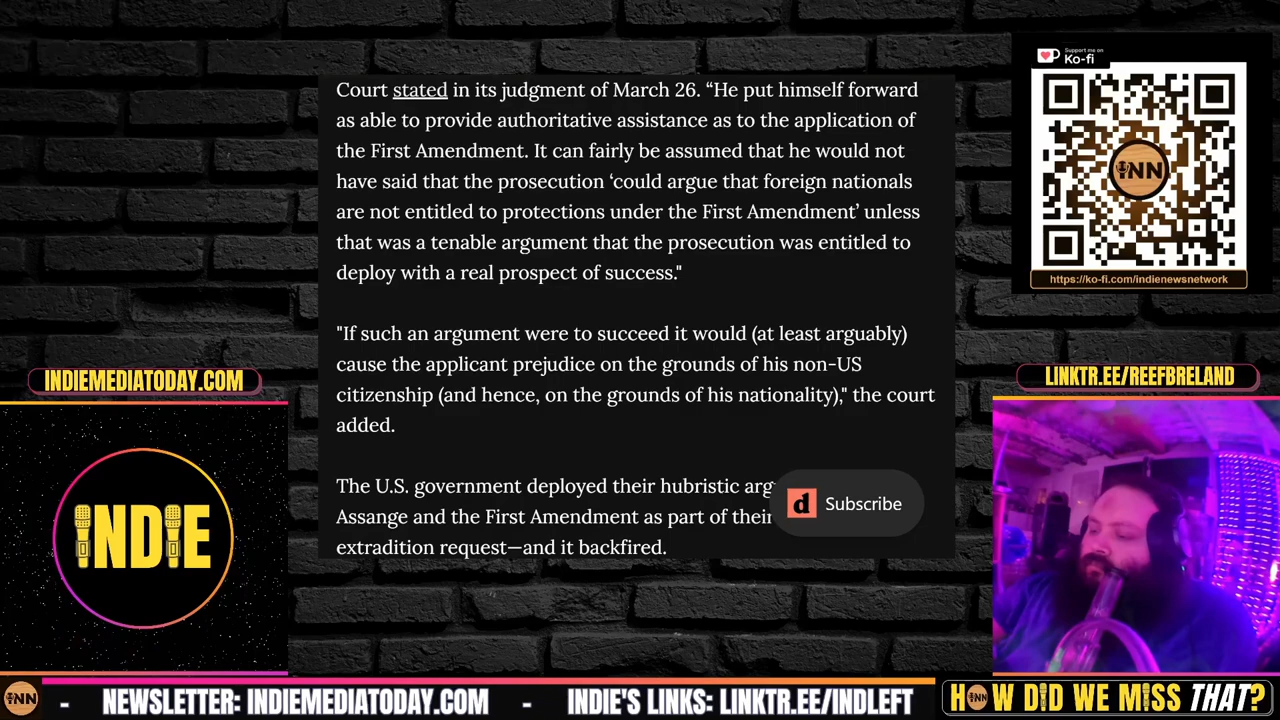 Court stated in its judgment of March 26. “He put himself forward
as able to provide authoritative assistance as to the application of
the First Amendment. It can fairly be assumed that he would not
have said that the prosecution ‘could argue that foreign nationals
are not entitled to protections under the First Amendment’ unless
that was a tenable argument that the prosecution was entitled to
deploy with a real prospect of success."
"If such an argument were to succeed it would (at least arguably)
cause the applicant prejudice on the grounds of his non-US
citizenship (and hence, on the grounds of his nationality)," the court
added.
The U.S. government deployed their hubristic arg
Assange and the First Amendment as part of their
extradition request—and it backfired.
d Subscribe
Support me on
Ko-fi
INN
https://ko-fi.com/indienewsnetwork
INDIEMEDIATODAY.COM
INDIE
LINKTR.EE/REEFBRELAND
INN - NEWSLETTER: INDIEMEDIATODAY.COM - INDIE'S LINKS: LINKTR.EE/INDLEFT
HOW DID WE MISS THAT?